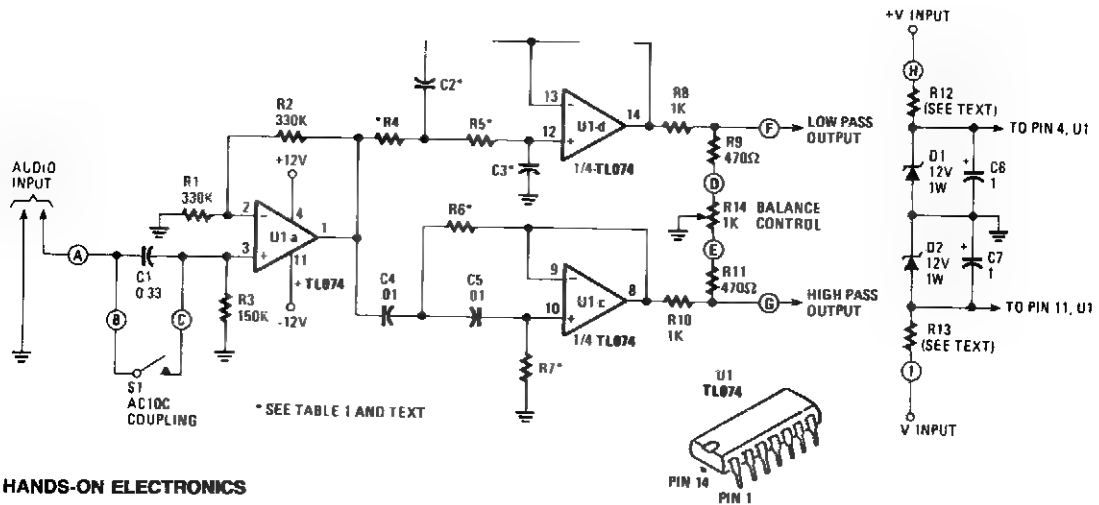 AUDIO
INPUT
A
B
C
C1
0.33
S1
AC10C
COUPLING
R1
330K
R2
330K
+12V
2
3
4
U1 a
11
1
+ TL074
-12V
R3
150K
*R4
C2*
R5*
C3*
13
12
U1-d
14
1/4-TL074
R8
1K
F
LOW PASS
OUTPUT
R9
470Ω
D
R14
1K
BALANCE
CONTROL
E
R11
470Ω
G
HIGH PASS
OUTPUT
R10
1K
R6*
C4
.01
C5
.01
9
10
U1 c
8
1/4 TL074
R7*
* SEE TABLE 1 AND TEXT
U1
TL074
PIN 14
PIN 1
+V INPUT
H
R12
(SEE TEXT)
TO PIN 4, U1
D1
12V
1W
+
C6
1
D2
12V
1W
+
C7
1
TO PIN 11, U1
R13
(SEE TEXT)
I
V INPUT
HANDS-ON ELECTRONICS